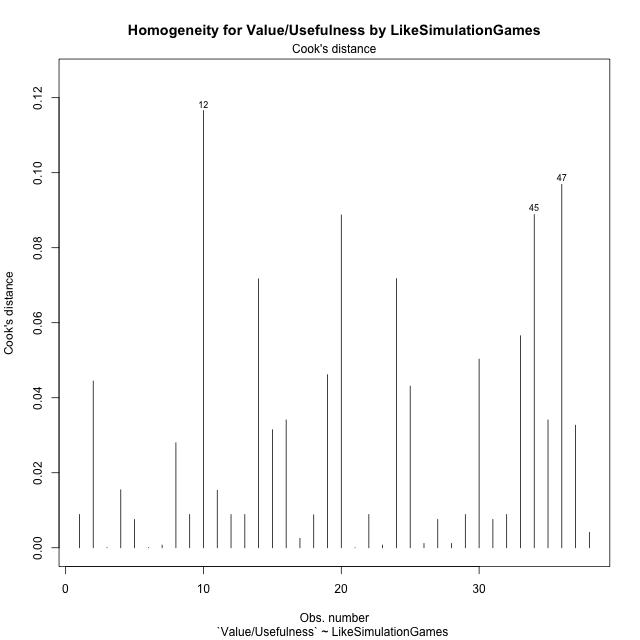 Homogeneity for Value/Usefulness by LikeSimulationGames
Cook's distance
0.12
0.10
0.08
0.06
0.04
0.02
0.00
Cook's distance
12
47
45
0
10
20
30
Obs. number
`Value/Usefulness` ~ LikeSimulationGames